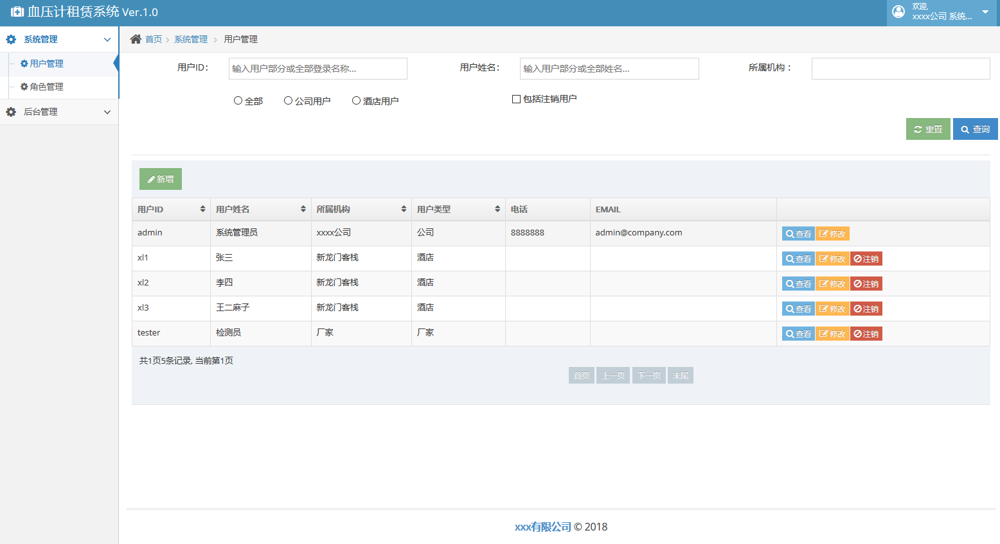 血压计租赁系统 Ver.1.0
欢迎,
xxxx公司 系统...
系统管理
用户管理
角色管理
后台管理
首页 系统管理 用户管理
用户ID: 输入用户部分或全部登录名称... 用户姓名: 输入用户部分或全部姓名... 所属机构:
全部 公司用户 酒店用户 包括注销用户
重置 查询
新增
用户ID 用户姓名 所属机构 用户类型 电话 EMAIL
admin 系统管理员 xxxx公司 公司 8888888 admin@company.com 查看 修改
xl1 张三 新龙门客栈 酒店 查看 修改 注销
xl2 李四 新龙门客栈 酒店 查看 修改 注销
xl3 王二麻子 新龙门客栈 酒店 查看 修改 注销
tester 检测员 厂家 厂家 查看 修改 注销
共1页5条记录, 当前第1页
首页 上一页 下一页 末尾
xxx有限公司 © 2018